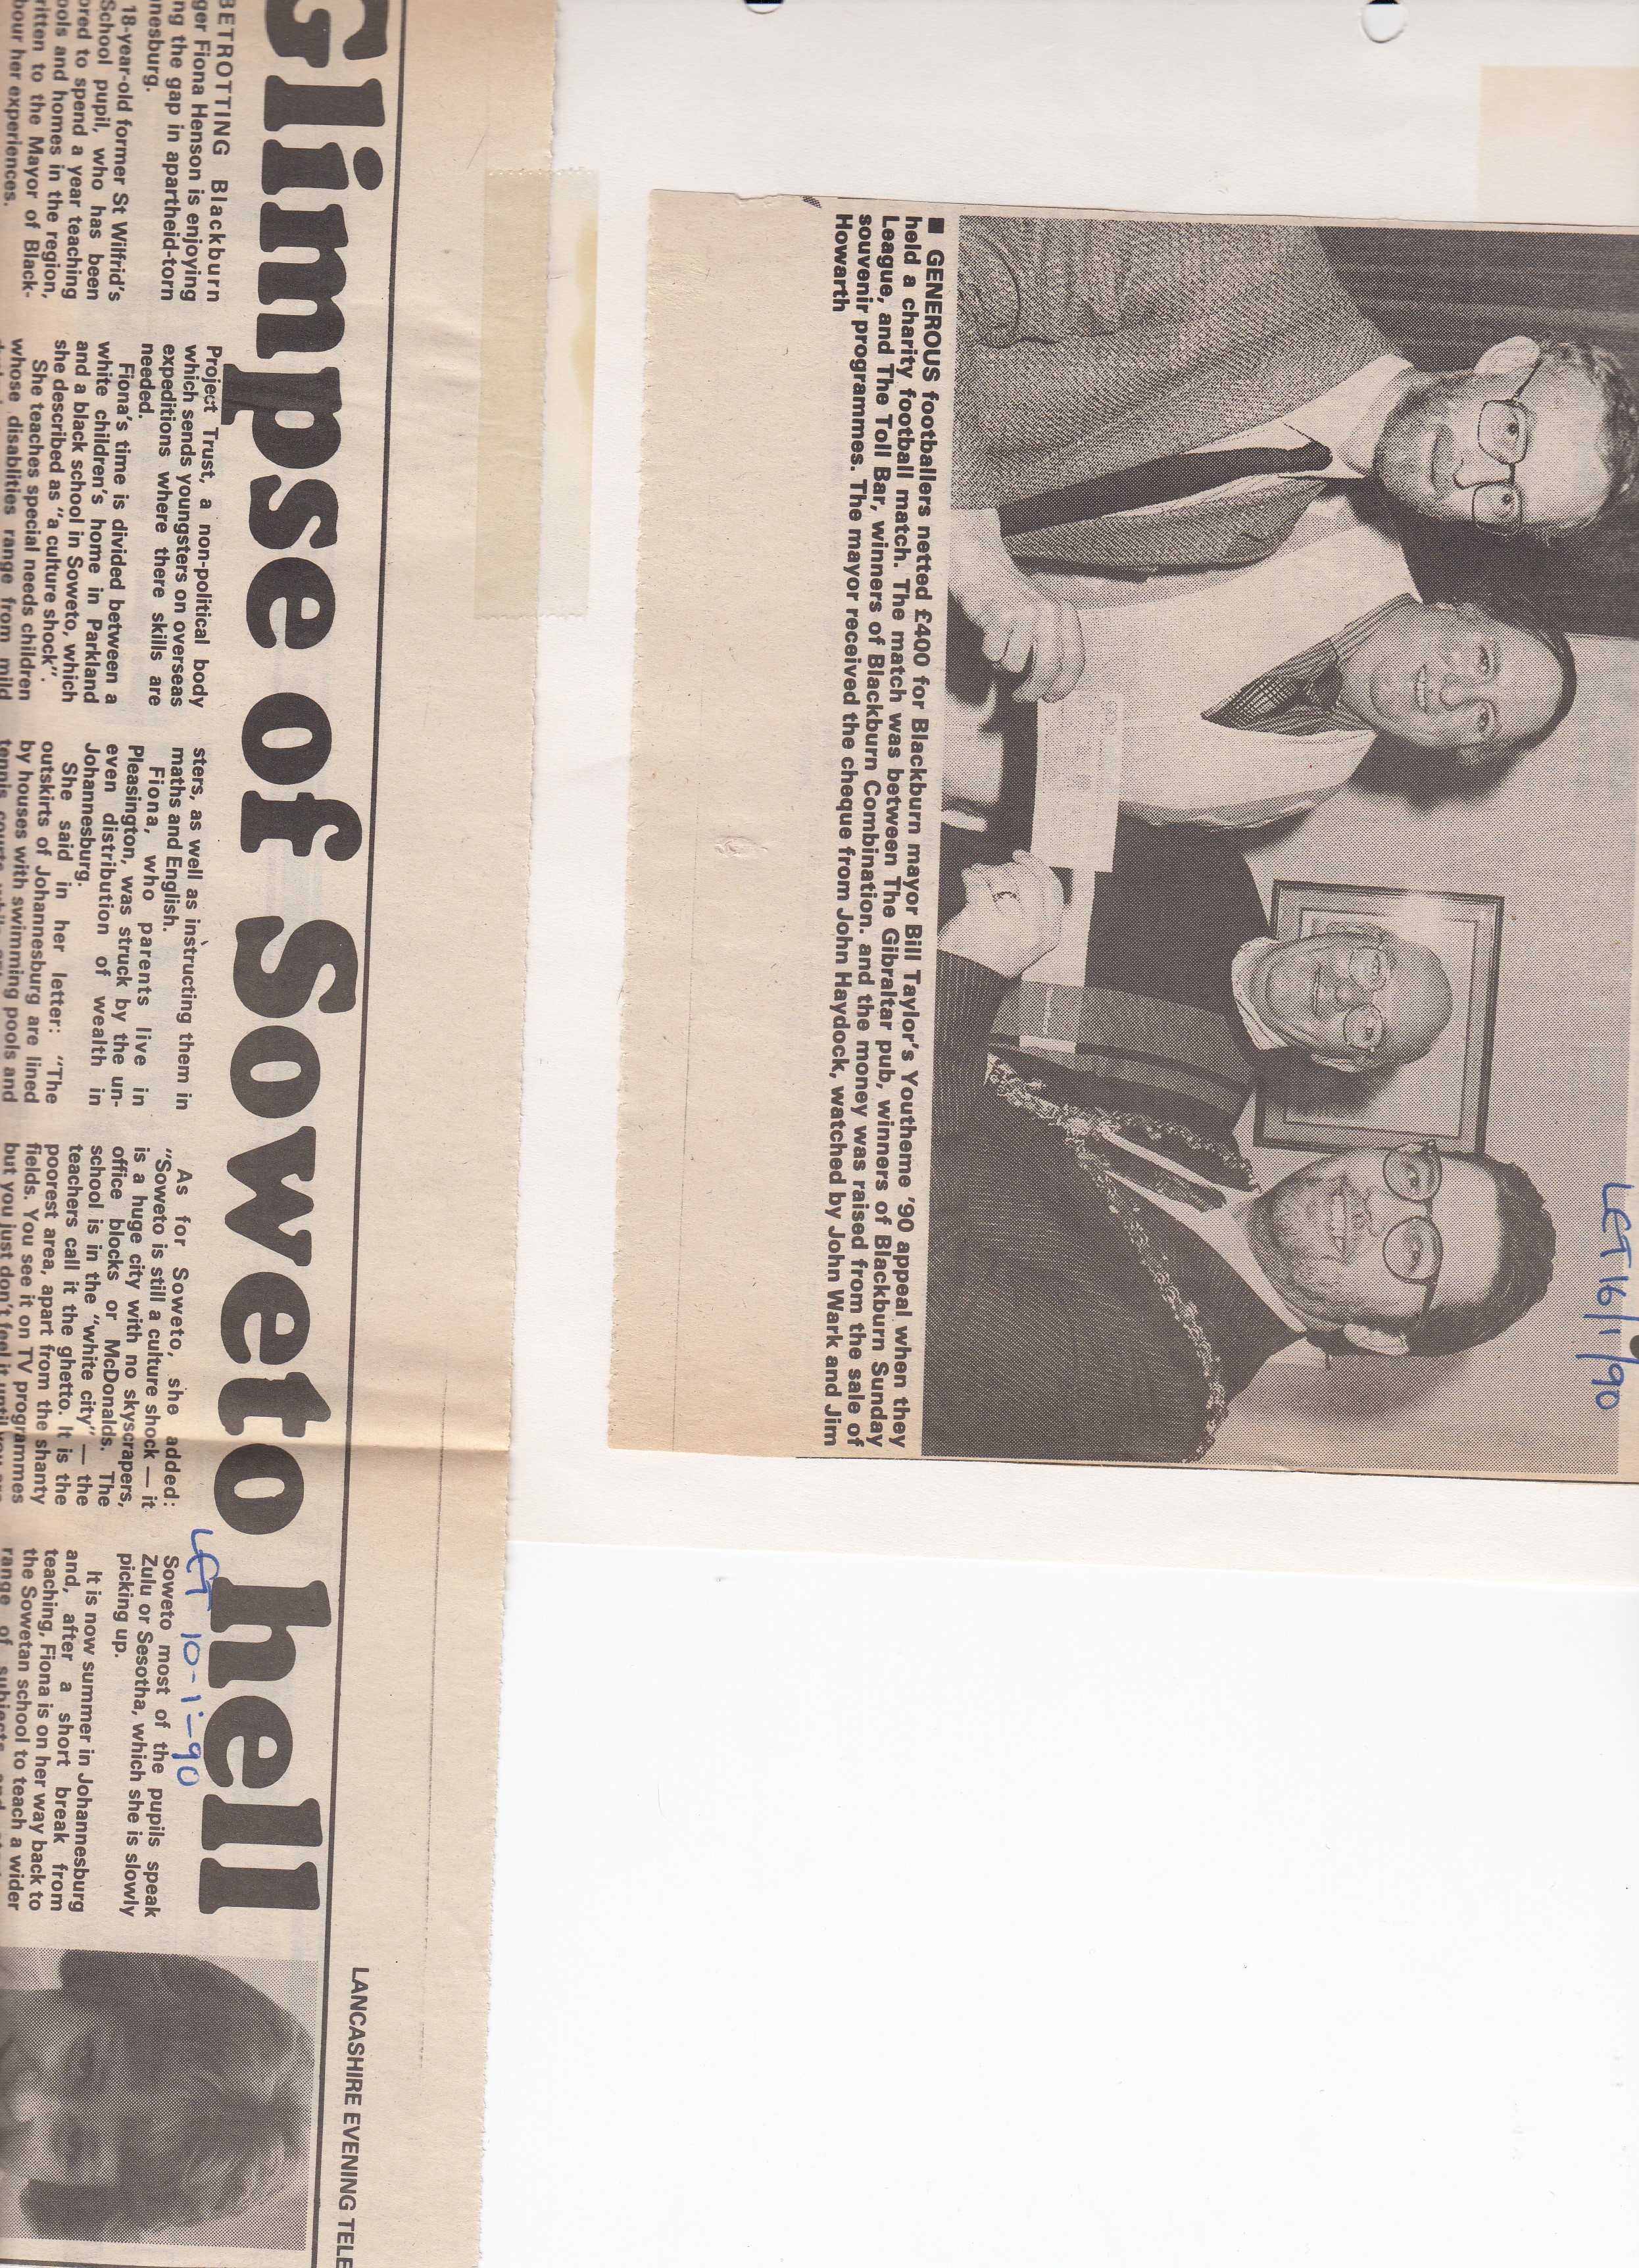 LET 16/1/90
■ GENEROUS footballers netted £400 for Blackburn mayor Bill Taylor's Youtheme '90 appeal when they
held a charity football match. The match was between The Gibraltar pub, winners of Blackburn Sunday
League, and The Toll Bar, winners of Blackburn Combination. and the money was raised from the sale of
souvenir programmes. The mayor received the cheque from John Haydock, watched by John Wark and Jim
Howarth
LANCASHIRE EVENING TELE
Glimpse of Soweto hell
LET 10-1-90
BETROTTING Blackburn
ger Fiona Henson is enjoying
ng the gap in apartheid-torn
nnesburg.
18-year-old former St Wilfrid's
School pupil, who has been
ored to spend a year teaching
ools and homes in the region,
ritten to the Mayor of Black-
bour her experiences.
Project Trust, a non-political body
which sends youngsters on overseas
expeditions where there skills are
needed.
Fiona's time is divided between a
white children's home in Parkland
and a black school in Soweto, which
she described as "a culture shock".
She teaches special needs children
whose disablities range from mild
sters, as well as instructing them in
maths and English.
Fiona, who parents live in
Pleasington, was struck by the un-
even distribution of wealth in
Johannesburg.
She said in her letter: "The
outskirts of Johannesburg are lined
by houses with swimming pools and
tennis courts
As for Soweto, she added:
"Soweto is still a culture shock — it
is a huge city with no skyscrapers,
office blocks or McDonalds. The
school is in the "white city" — the
teachers call it the ghetto. It is the
poorest area, apart from the shanty
fields. You see it on TV programmes
but you just don't feel it until you
Soweto most of the pupils speak
Zulu or Sesotha, which she is slowly
picking up.
It is now summer in Johannesburg
and, after a short break from
teaching, Fiona is on her way back to
the Sowetan school to teach a wider
range of subjects